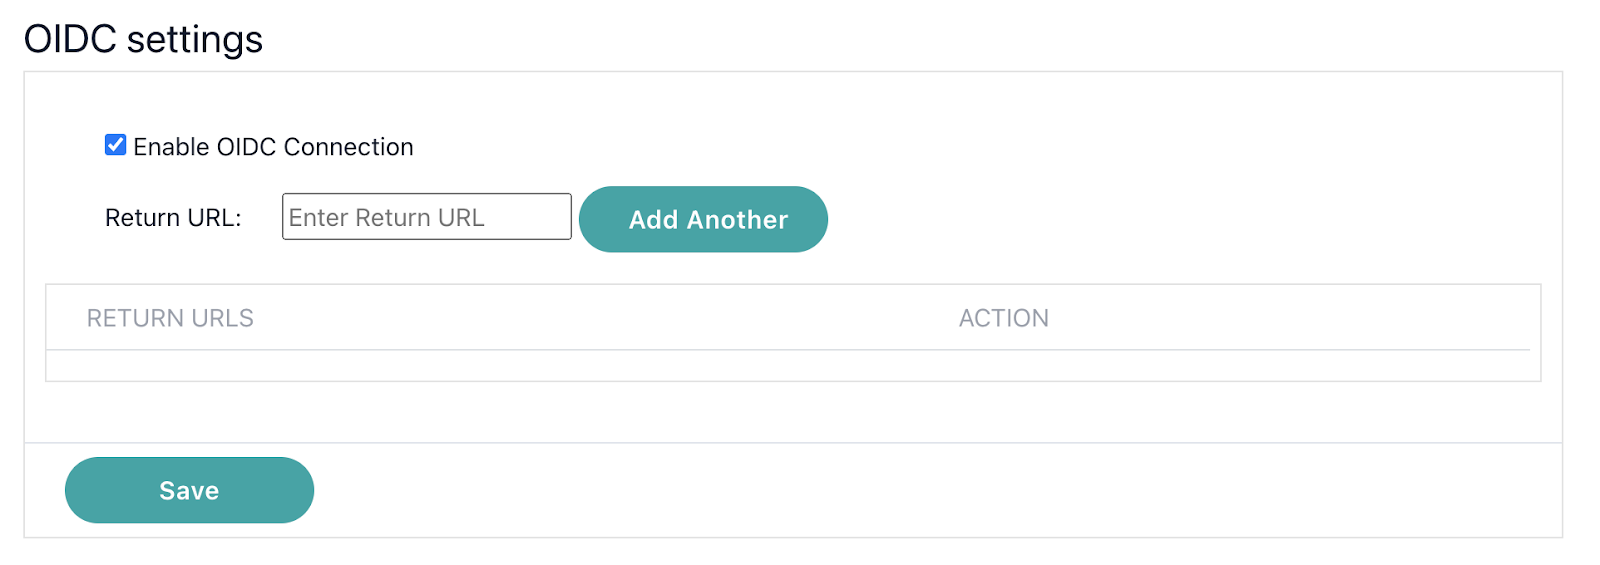 OIDC settings
Enable OIDC Connection
Return URL: Enter Return URL Add Another
RETURN URLS ACTION
Save